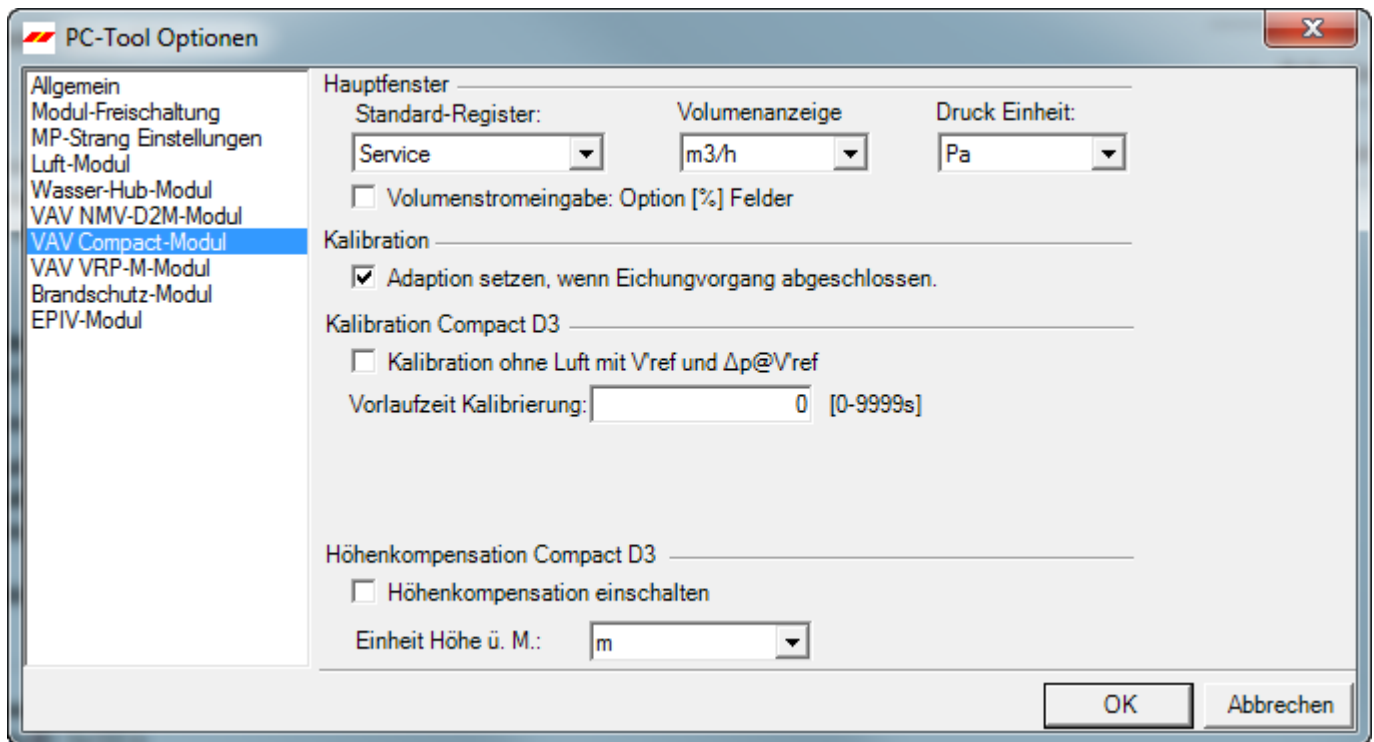 PC-Tool Optionen
Allgemein
Modul-Freischaltung
MP-Strang Einstellungen
Luft-Modul
Wasser-Hub-Modul
VAV NMV-D2M-Modul
VAV Compact-Modul
VAV VRP-M-Modul
Brandschutz-Modul
EPIV-Modul
Hauptfenster
Standard-Register: Volumenanzeige Druck Einheit:
Service m3/h Pa
Volumenstromeingabe: Option [%] Felder
Kalibration
Adaption setzen, wenn Eichungvorgang abgeschlossen.
Kalibration Compact D3
Kalibration ohne Luft mit V'ref und Δp@V'ref
Vorlaufzeit Kalibrierung: 0 [0-9999s]
Höhenkompensation Compact D3
Höhenkompensation einschalten
Einheit Höhe ü. M.: m
OK Abbrechen